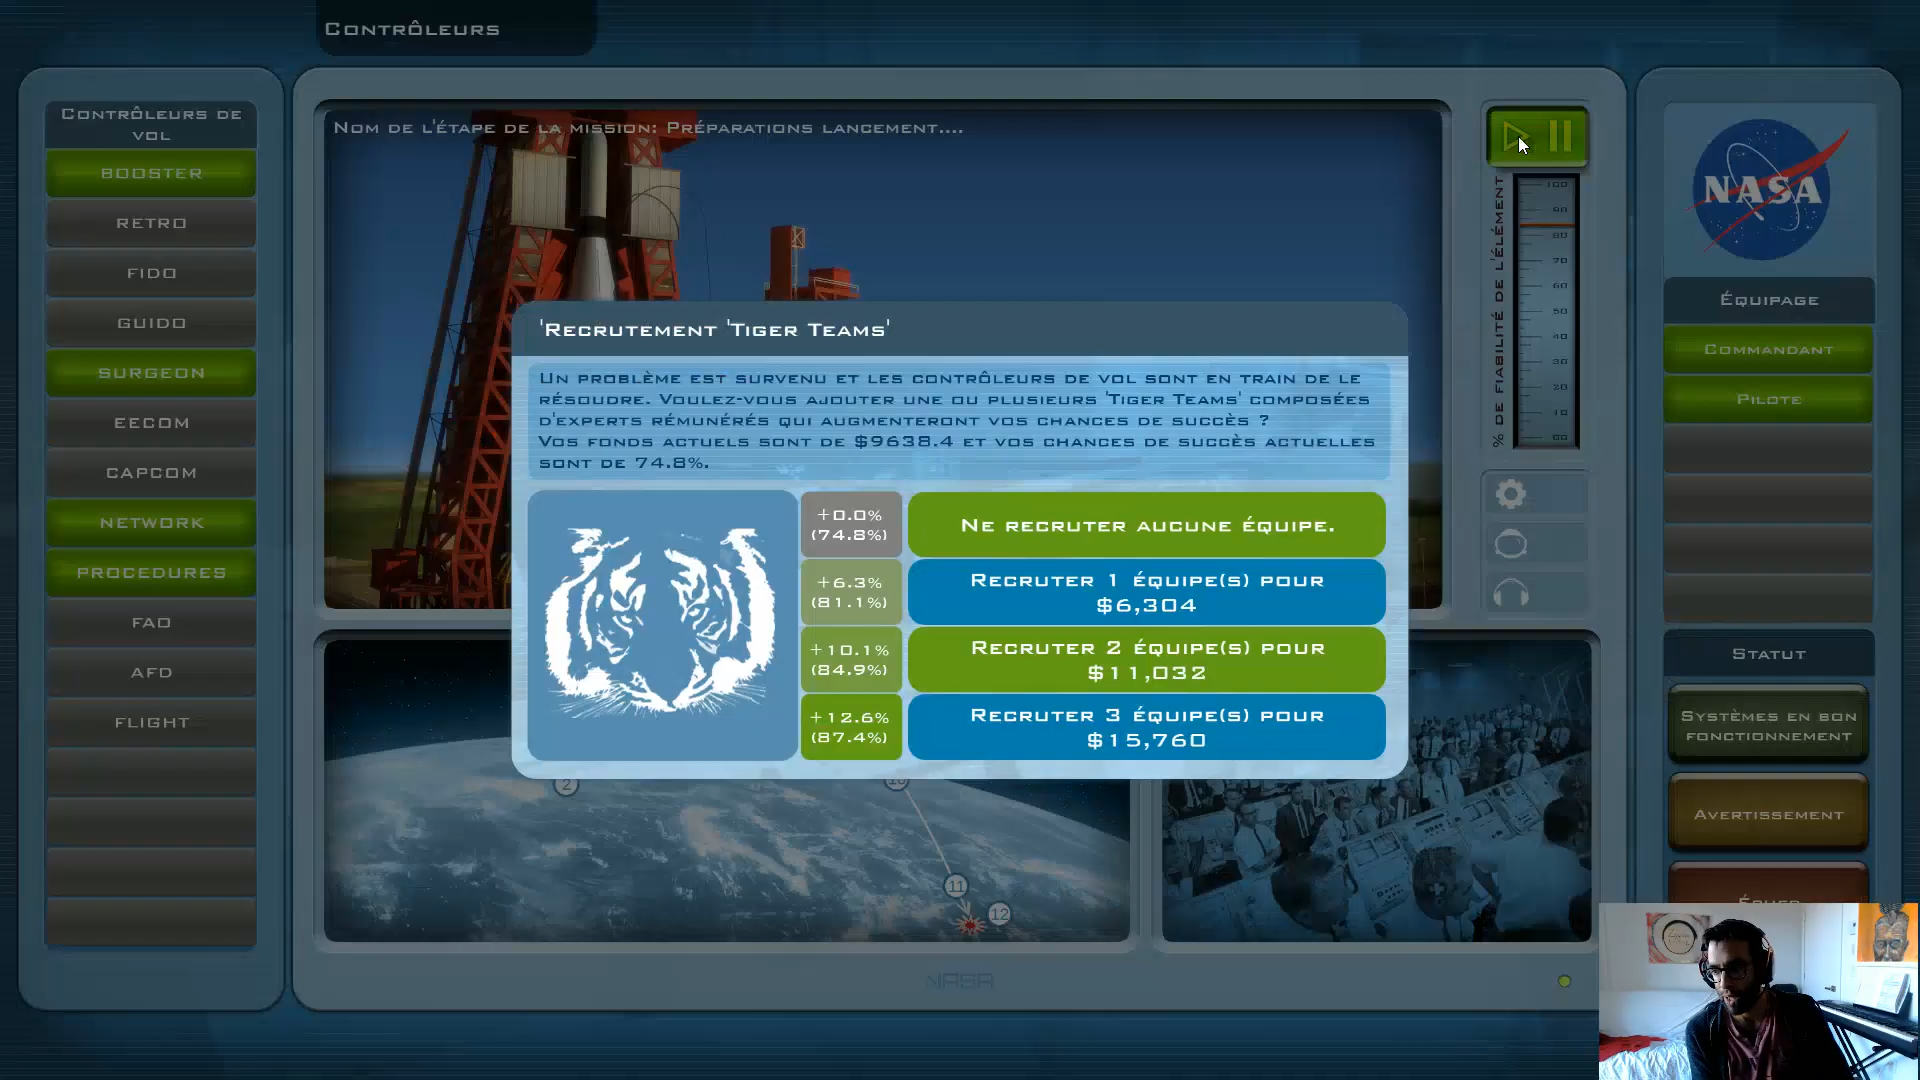 Contrôleurs
Contrôleurs de
vol
BOOSTER
RETRO
FIDO
GUIDO
SURGEON
EECOM
CAPCOM
NETWORK
PROCEDURES
FAO
AFD
FLIGHT
Nom de l'étape de la mission: Préparations lancement....
% de fiabilité de l'élément
100
90
80
70
60
50
40
30
20
10
00
NASA
Équipage
Commandant
Pilote
Statut
Systèmes en bon
fonctionnement
Avertissement
Échec
'Recrutement 'Tiger Teams'
Un problème est survenu et les contrôleurs de vol sont en train de le
résoudre. Voulez-vous ajouter une ou plusieurs 'Tiger Teams' composées
d'experts rémunérés qui augmenteront vos chances de succès ?
Vos fonds actuels sont de $9638.4 et vos chances de succès actuelles
sont de 74.8%.
+0.0%
(74.8%)
Ne recruter aucune équipe.
+6.3%
(81.1%)
Recruter 1 équipe(s) pour
$6,304
+10.1%
(84.9%)
Recruter 2 équipe(s) pour
$11,032
+12.6%
(87.4%)
Recruter 3 équipe(s) pour
$15,760
2
10
11
12
NASA